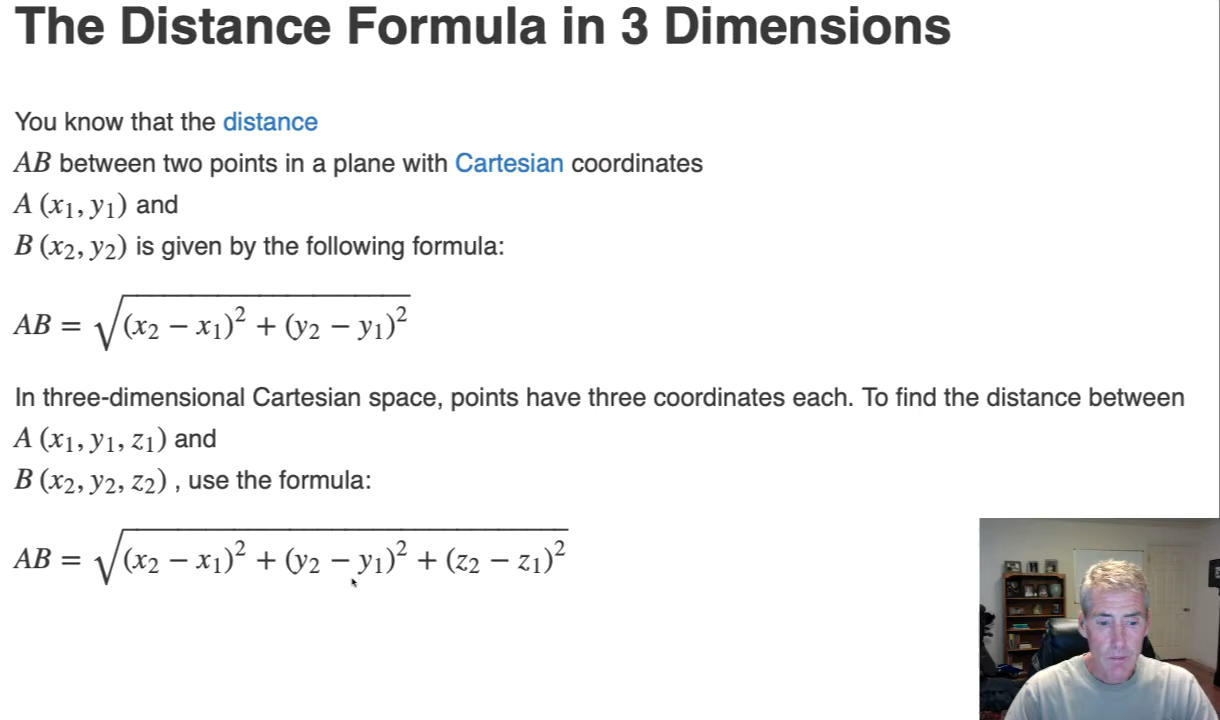 The Distance Formula in 3 Dimensions
You know that the distance
AB between two points in a plane with Cartesian coordinates
A (x₁, y₁) and
B (x₂, y₂) is given by the following formula:
AB = √((x₂ − x₁)² + (y₂ − y₁)²)
In three-dimensional Cartesian space, points have three coordinates each. To find the distance between
A (x₁, y₁, z₁) and
B (x₂, y₂, z₂) , use the formula:
AB = √((x₂ − x₁)² + (y₂ − y₁)² + (z₂ − z₁)²)